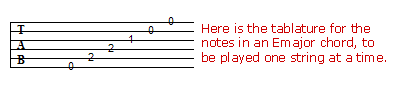 T
A
B
0
2
2
1
0
0
Here is the tablature for the
notes in an Emajor chord, to
be played one string at a time.